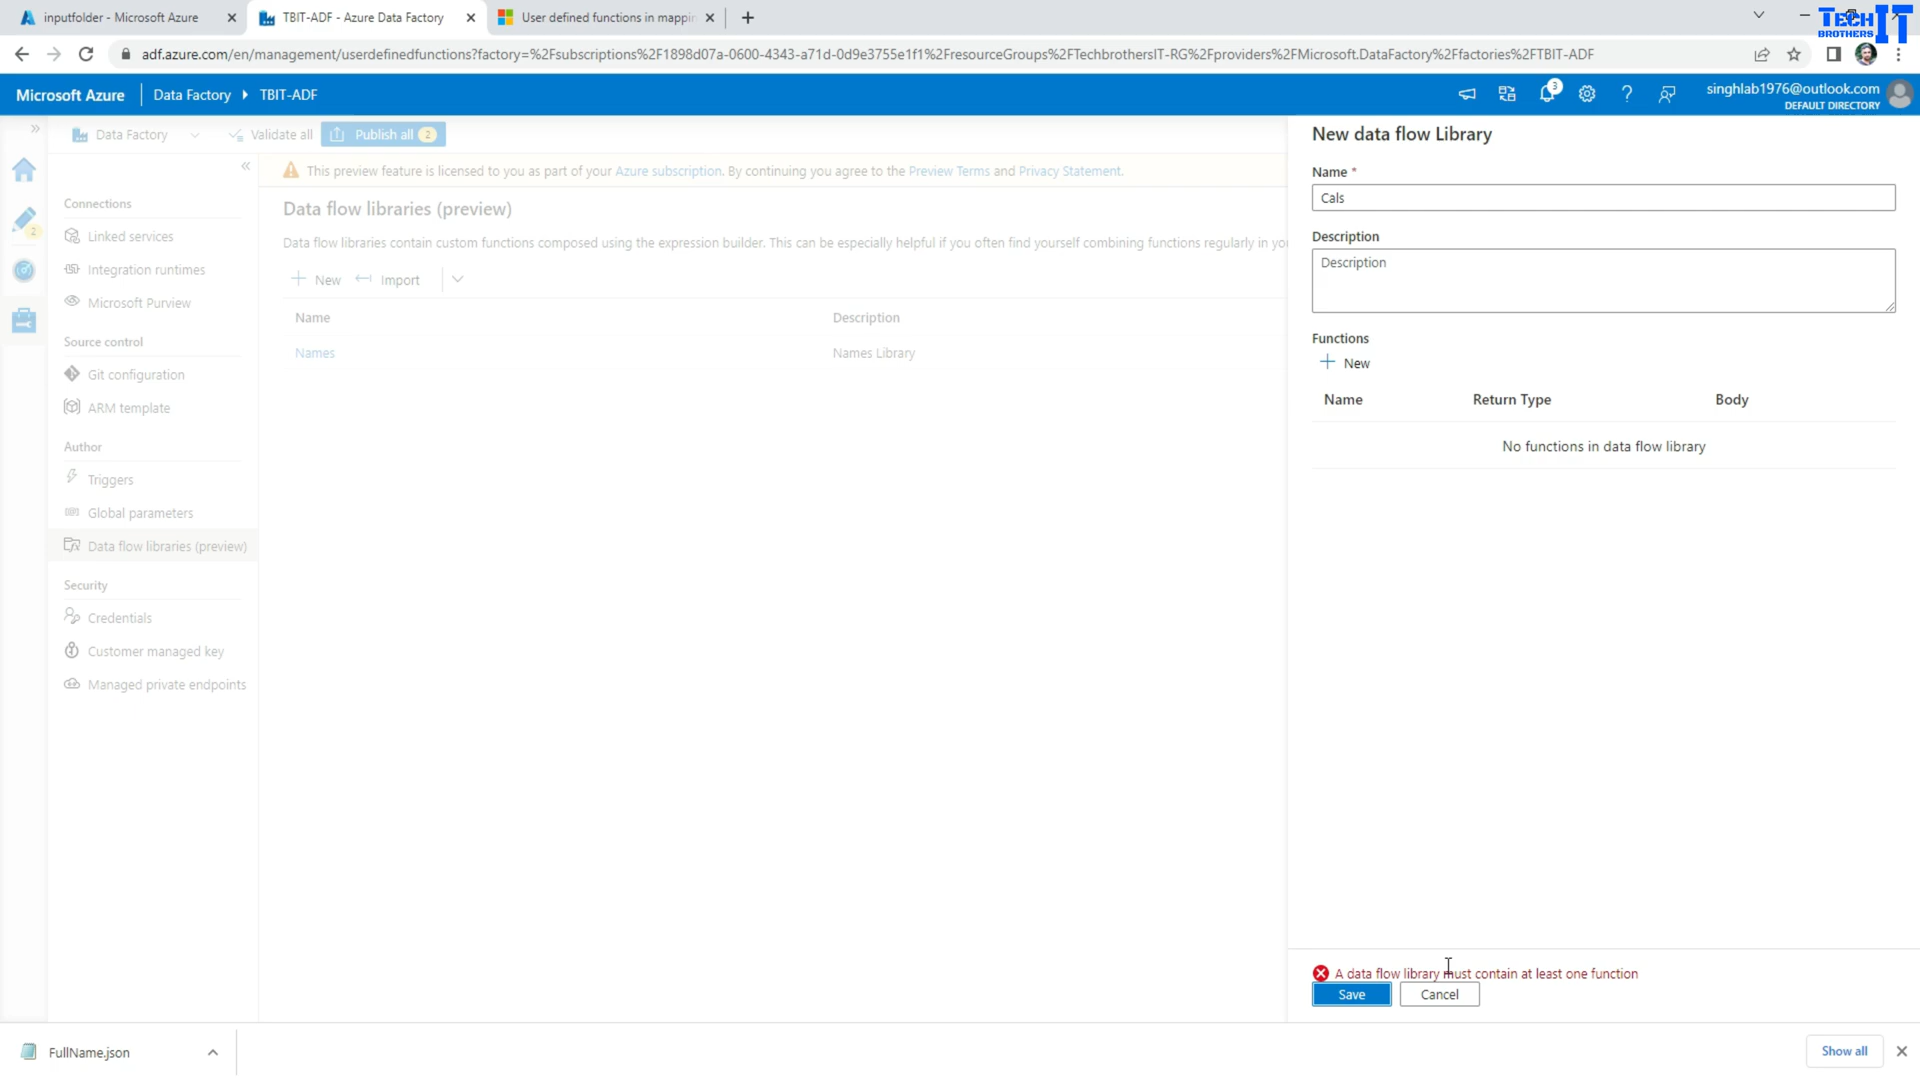 inputfolder - Microsoft Azure
TBIT-ADF - Azure Data Factory
User defined functions in mappin
TECH IT
BROTHERS
adf.azure.com/en/management/userdefinedfunctions?factory=%2Fsubscriptions%2F1898d07a-0600-4343-a71d-0d9e3755e1f1%2FresourceGroups%2FTechbrothersIT-RG%2Fproviders%2FMicrosoft.DataFactory%2Ffactories%2FTBIT-ADF
Microsoft Azure
Data Factory
TBIT-ADF
3
singhlab1976@outlook.com
DEFAULT DIRECTORY
Data Factory
Validate all
Publish all 2
2
Connections
Linked services
Integration runtimes
Microsoft Purview
Source control
Git configuration
ARM template
Author
Triggers
Global parameters
Data flow libraries (preview)
Security
Credentials
Customer managed key
Managed private endpoints
This preview feature is licensed to you as part of your Azure subscription. By continuing you agree to the Preview Terms and Privacy Statement.
Data flow libraries (preview)
Data flow libraries contain custom functions composed using the expression builder. This can be especially helpful if you often find yourself combining functions regularly in you
New
Import
Name
Description
Names
Names Library
New data flow Library
Name *
Cals
Description
Description
Functions
New
Name
Return Type
Body
No functions in data flow library
A data flow library must contain at least one function
Save
Cancel
FullName.json
Show all